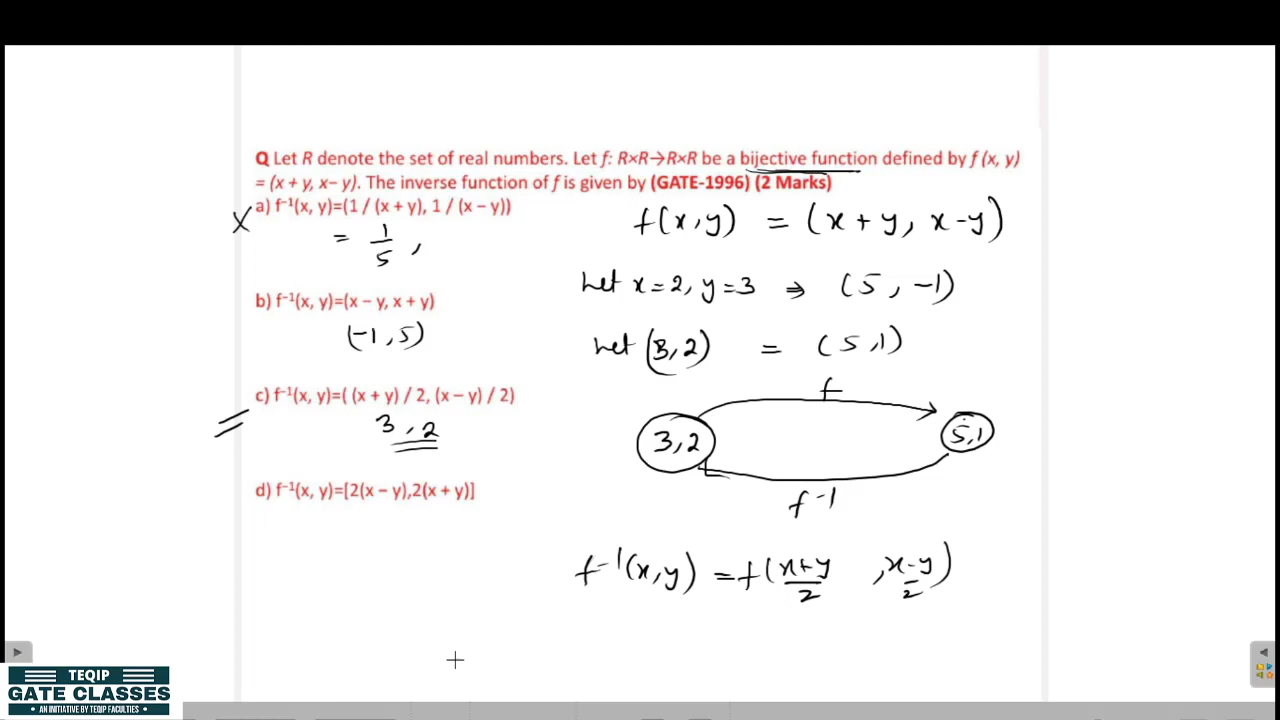 Q Let R denote the set of real numbers. Let f: R×R→R×R be a bijective function defined by f (x, y)
= (x + y, x− y). The inverse function of f is given by (GATE-1996) (2 Marks)
a) f⁻¹(x, y)=(1 / (x + y), 1 / (x − y))
X
= 1/5 ,
b) f⁻¹(x, y)=(x − y, x + y)
(-1, 5)
c) f⁻¹(x, y)=( (x + y) / 2, (x − y) / 2)
3, 2
d) f⁻¹(x, y)=[2(x − y),2(x + y)]
f(x, y) = (x + y, x - y)
Let x = 2, y = 3 ⇒ (5, -1)
Let (3, 2) = (5, 1)
f
3, 2
5, 1
f⁻¹
f⁻¹(x, y) = f(x+y/2 , x-y/2)
TEQIP
GATE CLASSES
• AN INITIATIVE BY TEQIP FACULTIES •